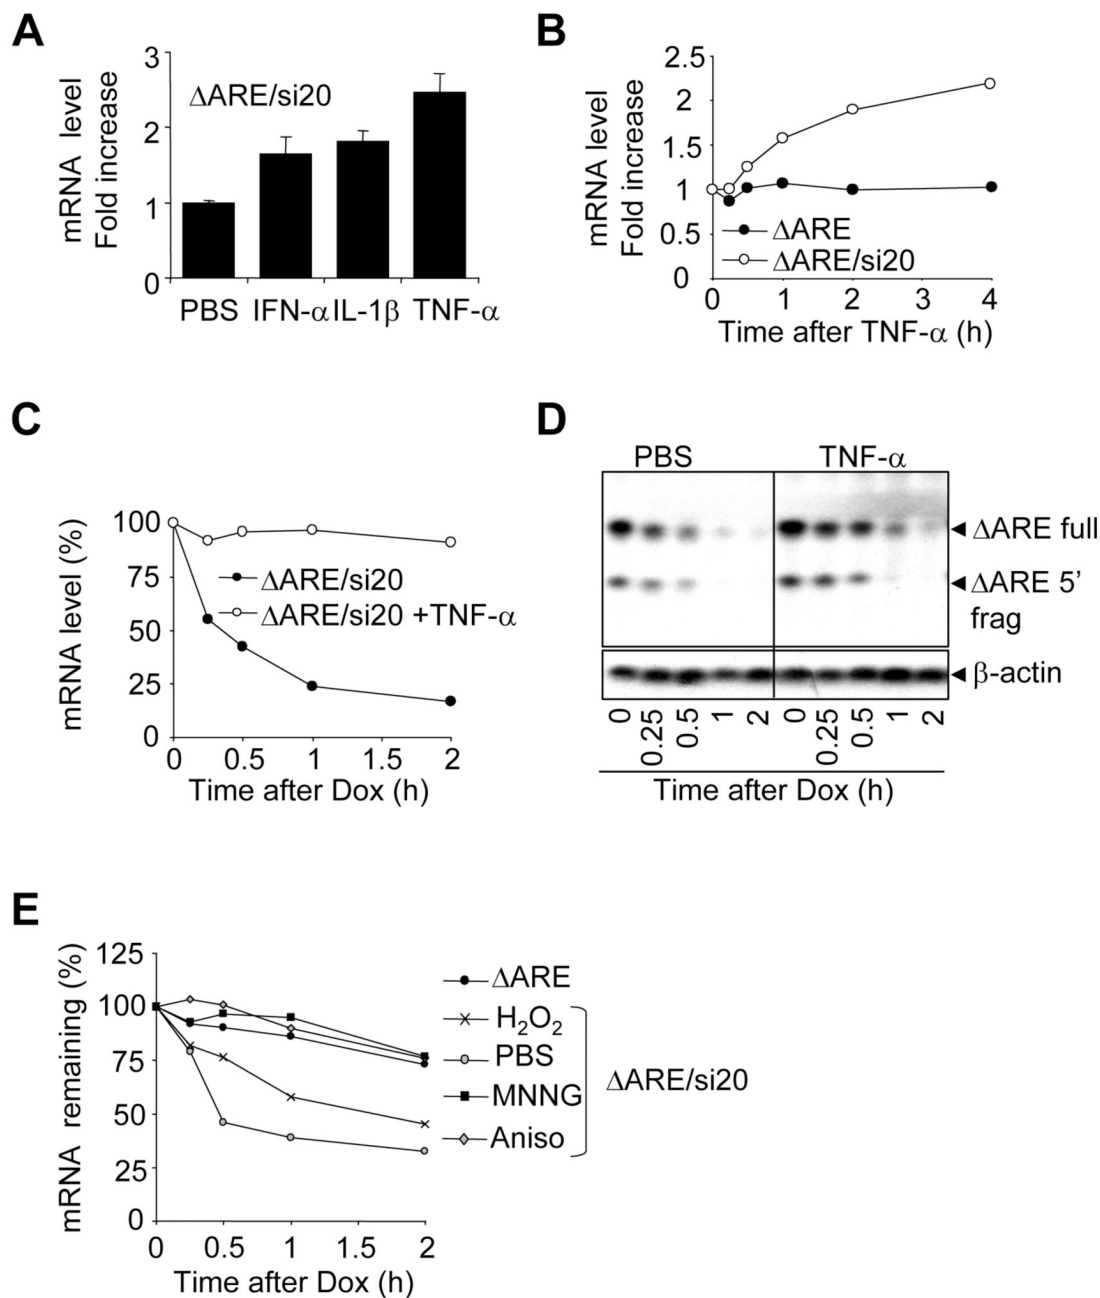 A
mRNA level
Fold increase
3
2
1
0
ΔARE/si20
PBS IFN-α IL-1β TNF-α
B
mRNA level
Fold increase
2.5
2
1.5
1
0.5
0
ΔARE
ΔARE/si20
0 1 2 3 4
Time after TNF-α (h)
C
mRNA level (%)
100
75
50
25
0
ΔARE/si20
ΔARE/si20 +TNF-α
0 0.5 1 1.5 2
Time after Dox (h)
D
PBS TNF-α
ΔARE full
ΔARE 5’
frag
β-actin
0 0.25 0.5 1 2 0 0.25 0.5 1 2
Time after Dox (h)
E
mRNA remaining (%)
125
100
75
50
25
0
ΔARE
H₂O₂
PBS
MNNG
Aniso
ΔARE/si20
0 0.5 1 1.5 2
Time after Dox (h)